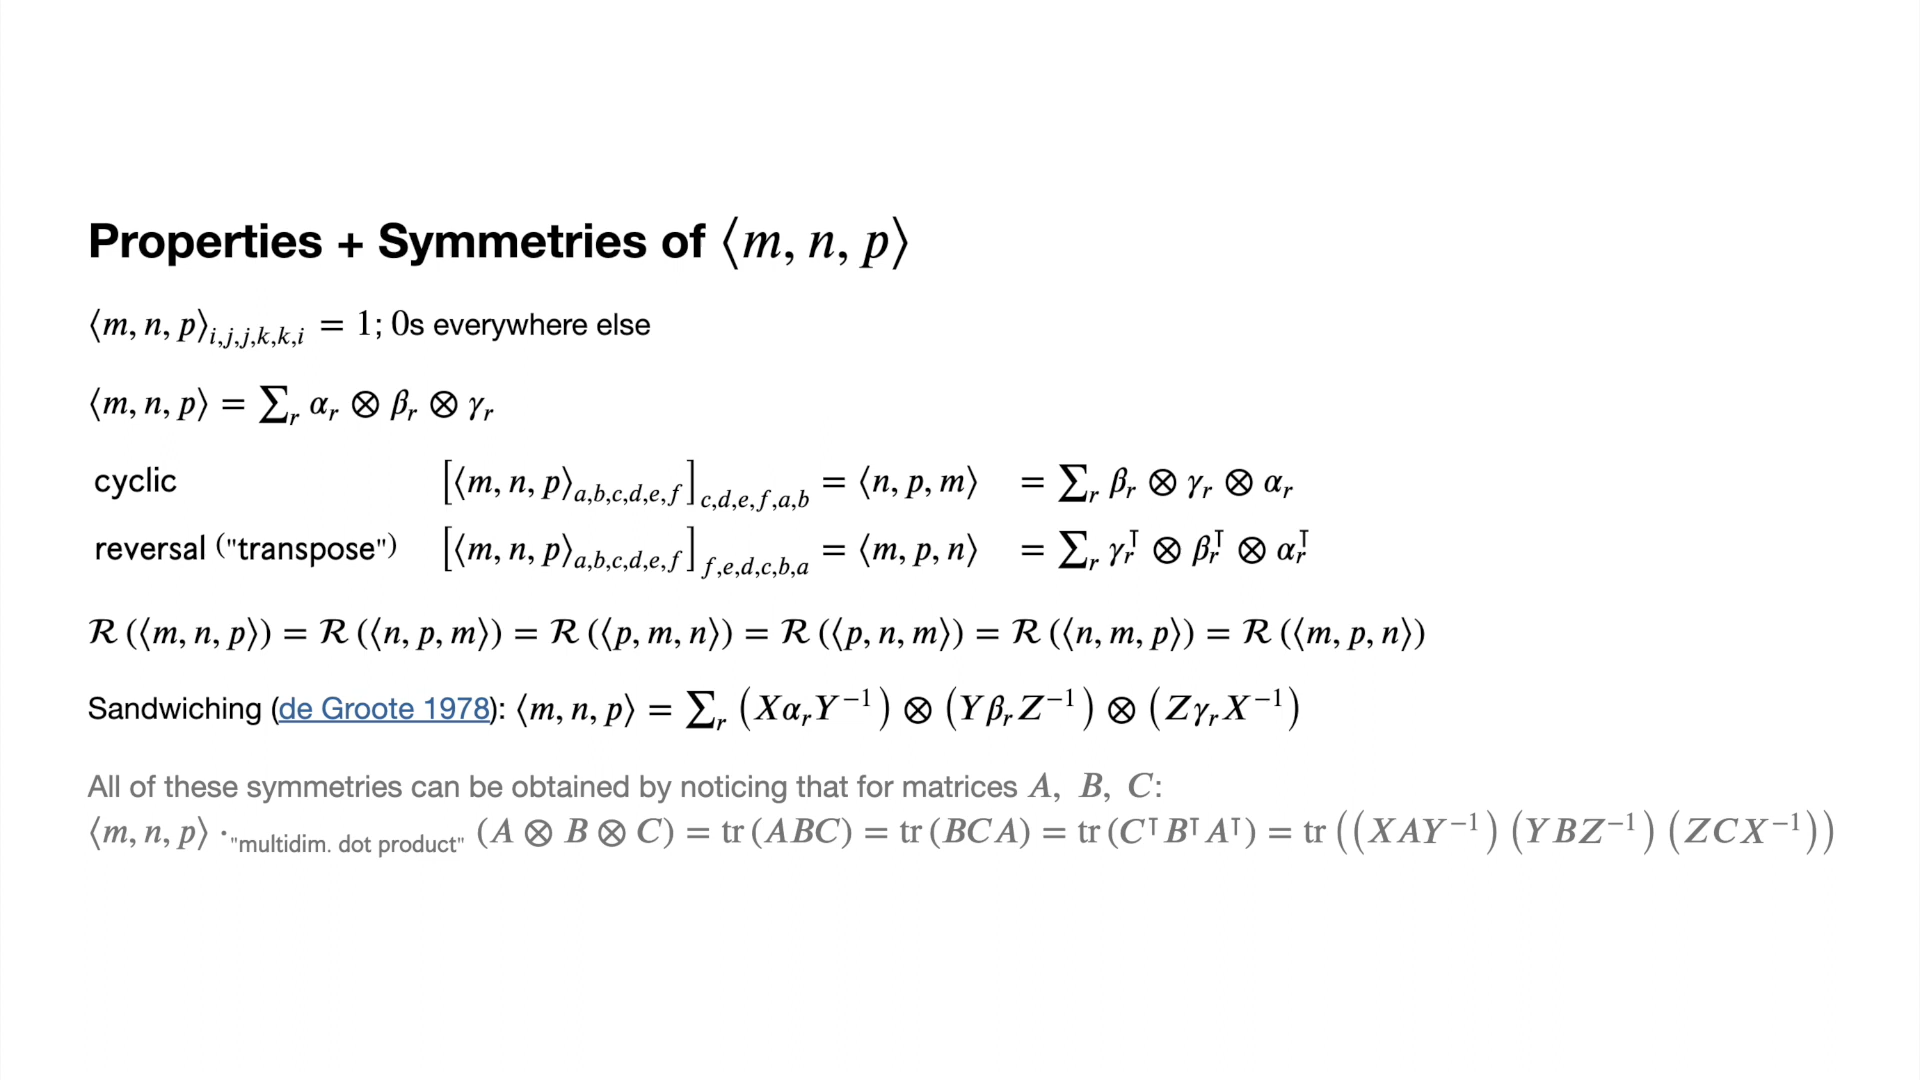 Properties + Symmetries of ⟨m, n, p⟩
⟨m, n, p⟩_{i,j,j,k,k,i} = 1; 0s everywhere else
⟨m, n, p⟩ = ∑_r α_r ⊗ β_r ⊗ γ_r
cyclic [⟨m, n, p⟩_{a,b,c,d,e,f}]_{c,d,e,f,a,b} = ⟨n, p, m⟩ = ∑_r β_r ⊗ γ_r ⊗ α_r
reversal ("transpose") [⟨m, n, p⟩_{a,b,c,d,e,f}]_{f,e,d,c,b,a} = ⟨m, p, n⟩ = ∑_r γ_r^⊺ ⊗ β_r^⊺ ⊗ α_r^⊺
ℛ(⟨m, n, p⟩) = ℛ(⟨n, p, m⟩) = ℛ(⟨p, m, n⟩) = ℛ(⟨p, n, m⟩) = ℛ(⟨n, m, p⟩) = ℛ(⟨m, p, n⟩)
Sandwiching (de Groote 1978): ⟨m, n, p⟩ = ∑_r (Xα_rY^{−1}) ⊗ (Yβ_rZ^{−1}) ⊗ (Zγ_rX^{−1})
All of these symmetries can be obtained by noticing that for matrices A, B, C:
⟨m, n, p⟩ ·_{"multidim. dot product"} (A ⊗ B ⊗ C) = tr(ABC) = tr(BCA) = tr(C^⊺B^⊺A^⊺) = tr((XAY^{−1})(YBZ^{−1})(ZCX^{−1}))